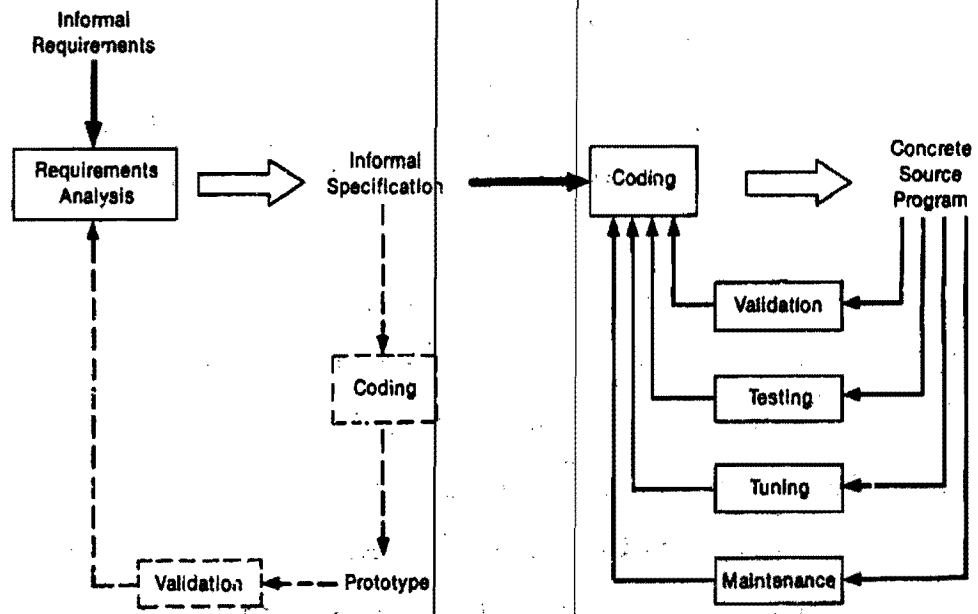 Informal
Requirements
Requirements
Analysis
Informal
Specification
Coding
Concrete
Source
Program
Validation
Coding
Testing
Tuning
Validation
Prototype
Maintenance